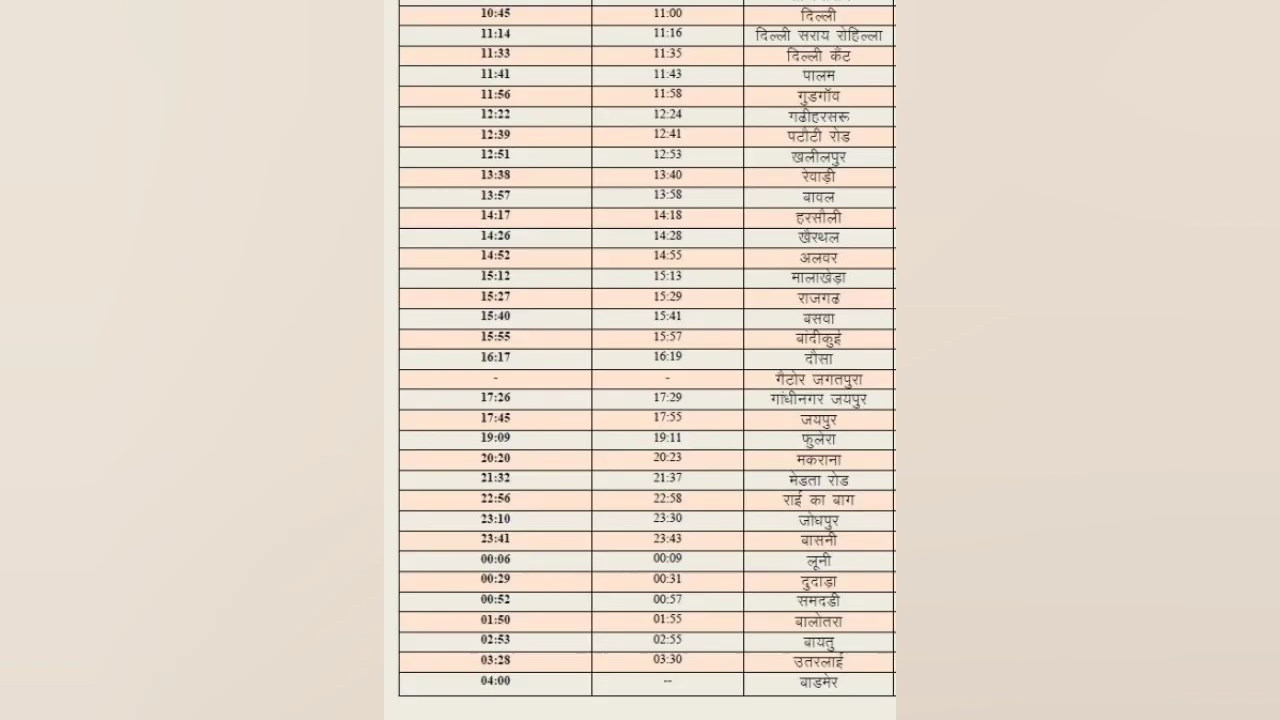 10:45 11:00 दिल्ली
11:14 11:16 दिल्ली सराय रोहिल्ला
11:33 11:35 दिल्ली कैंट
11:41 11:43 पालम
11:56 11:58 गुडगॉव
12:22 12:24 गढीहरसरू
12:39 12:41 पटौटी रोड
12:51 12:53 खलीलपुर
13:38 13:40 रेवाड़ी
13:57 13:58 बावल
14:17 14:18 हरसौली
14:26 14:28 खैरथल
14:52 14:55 अलवर
15:12 15:13 मालाखेड़ा
15:27 15:29 राजगढ
15:40 15:41 बसवा
15:55 15:57 बांदीकुई
16:17 16:19 दौसा
- - गैटोर जगतपुरा
17:26 17:29 गांधीनगर जयपुर
17:45 17:55 जयपुर
19:09 19:11 फुलेरा
20:20 20:23 मकराना
21:32 21:37 मेडता रोड
22:56 22:58 राई का बाग
23:10 23:30 जोधपुर
23:41 23:43 बासनी
00:06 00:09 लूनी
00:29 00:31 दुदाड़ा
00:52 00:57 समदडी
01:50 01:55 बालोतरा
02:53 02:55 बायतु
03:28 03:30 उतरलाई
04:00 -- बाडमेर